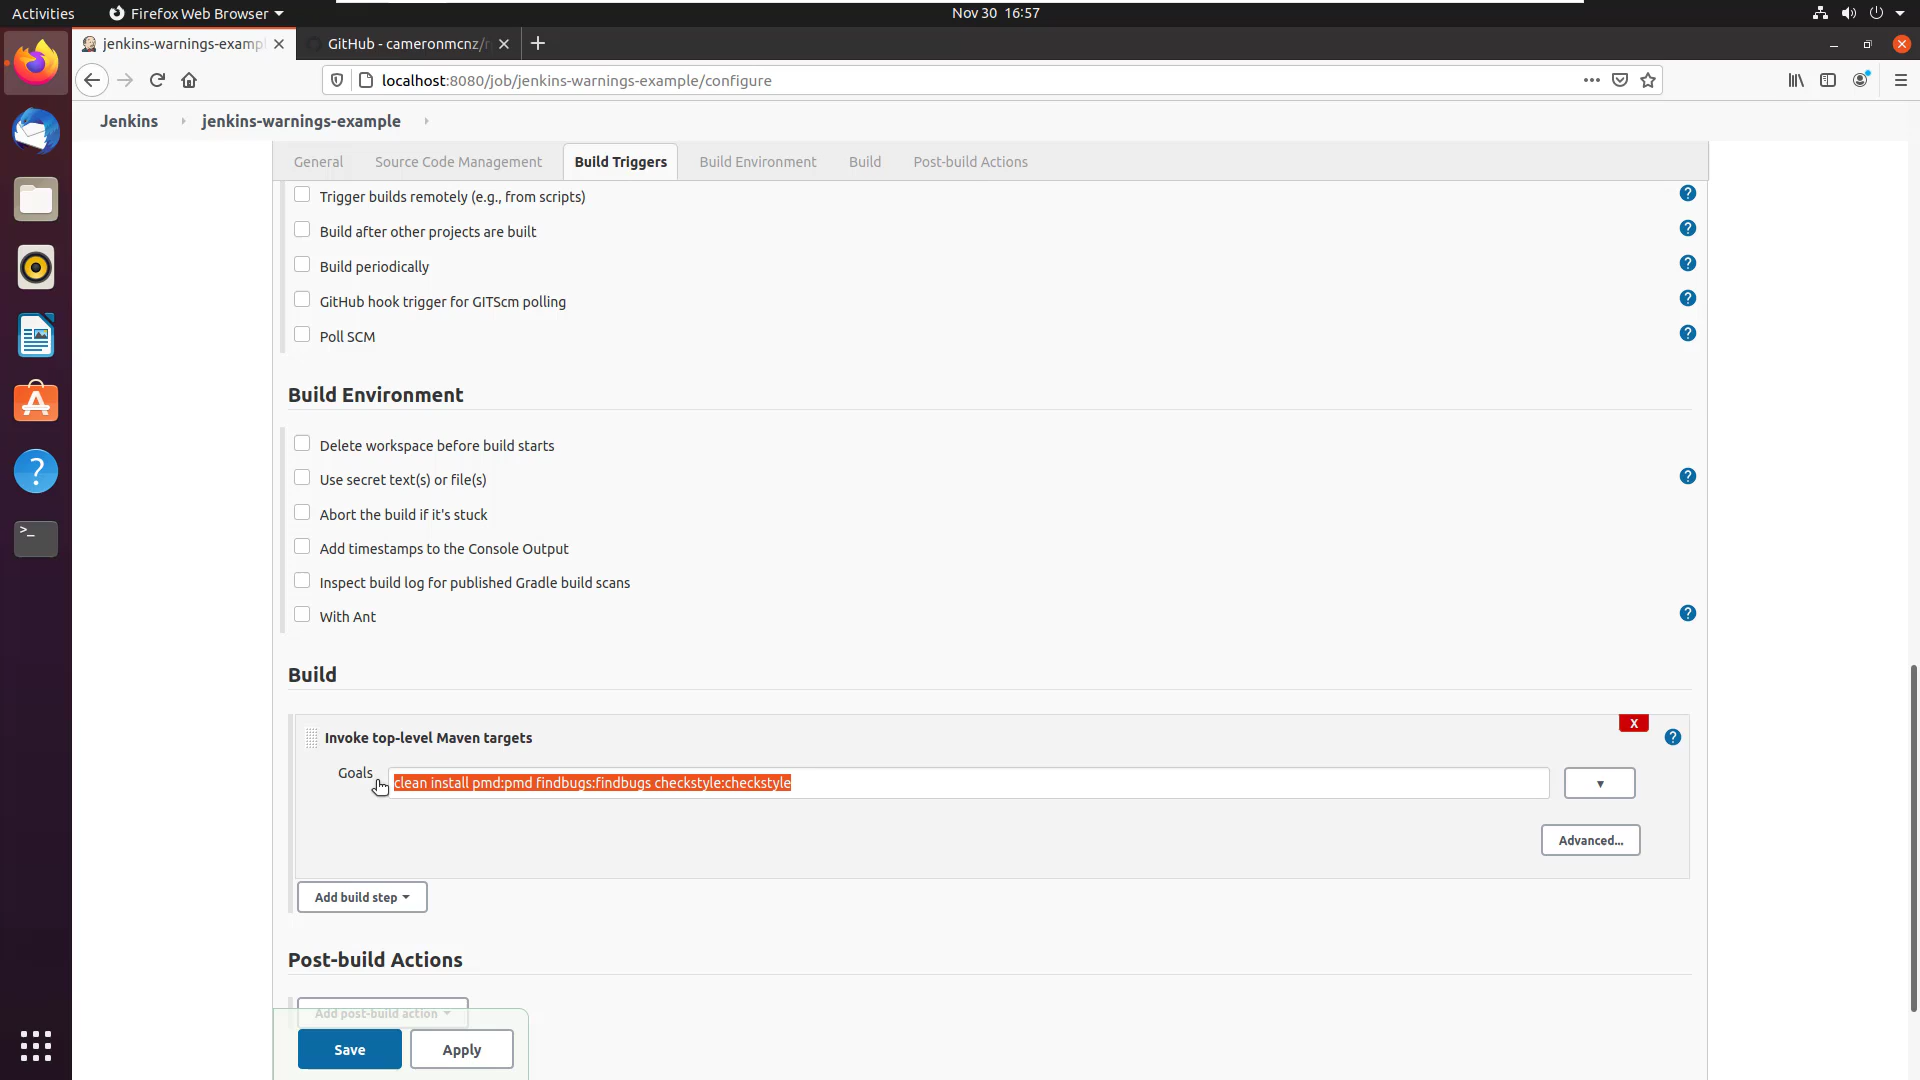 Activities
Firefox Web Browser
Nov 30 16:57
jenkins-warnings-examp
GitHub - cameronmcnz/r
localhost:8080/job/jenkins-warnings-example/configure
Jenkins
jenkins-warnings-example
General
Source Code Management
Build Triggers
Build Environment
Build
Post-build Actions
Trigger builds remotely (e.g., from scripts)
Build after other projects are built
Build periodically
GitHub hook trigger for GITScm polling
Poll SCM
Build Environment
Delete workspace before build starts
Use secret text(s) or file(s)
Abort the build if it's stuck
Add timestamps to the Console Output
Inspect build log for published Gradle build scans
With Ant
Build
X
Invoke top-level Maven targets
Goals
clean install pmd:pmd findbugs:findbugs checkstyle:checkstyle
Advanced...
Add build step
Post-build Actions
Add post-build action
Save
Apply